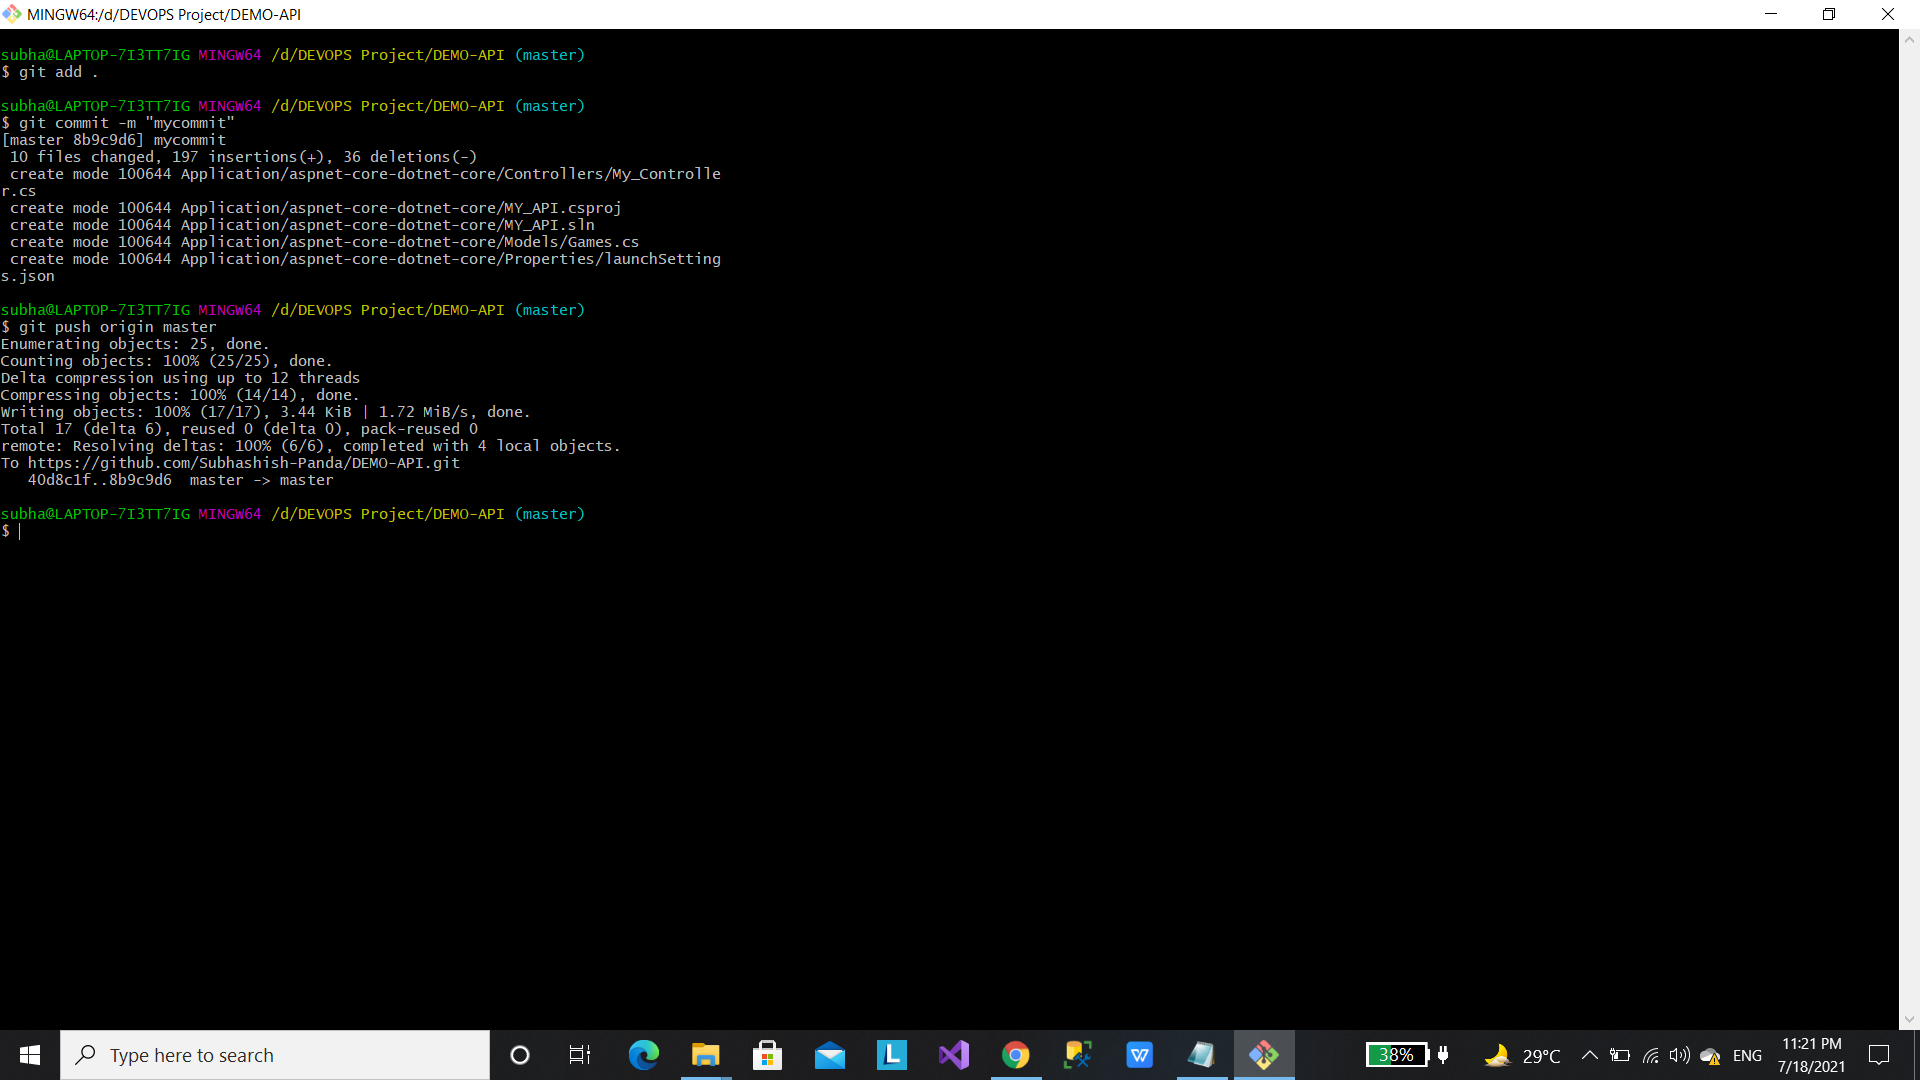 MINGW64:/d/DEVOPS Project/DEMO-API
subha@LAPTOP-7I3TT7IG MINGW64 /d/DEVOPS Project/DEMO-API (master)
$ git add .
subha@LAPTOP-7I3TT7IG MINGW64 /d/DEVOPS Project/DEMO-API (master)
$ git commit -m "mycommit"
[master 8b9c9d6] mycommit
 10 files changed, 197 insertions(+), 36 deletions(-)
 create mode 100644 Application/aspnet-core-dotnet-core/Controllers/My_Controlle
r.cs
 create mode 100644 Application/aspnet-core-dotnet-core/MY_API.csproj
 create mode 100644 Application/aspnet-core-dotnet-core/MY_API.sln
 create mode 100644 Application/aspnet-core-dotnet-core/Models/Games.cs
 create mode 100644 Application/aspnet-core-dotnet-core/Properties/launchSetting
s.json
subha@LAPTOP-7I3TT7IG MINGW64 /d/DEVOPS Project/DEMO-API (master)
$ git push origin master
Enumerating objects: 25, done.
Counting objects: 100% (25/25), done.
Delta compression using up to 12 threads
Compressing objects: 100% (14/14), done.
Writing objects: 100% (17/17), 3.44 KiB | 1.72 MiB/s, done.
Total 17 (delta 6), reused 0 (delta 0), pack-reused 0
remote: Resolving deltas: 100% (6/6), completed with 4 local objects.
To https://github.com/Subhashish-Panda/DEMO-API.git
   40d8c1f..8b9c9d6  master -> master
subha@LAPTOP-7I3TT7IG MINGW64 /d/DEVOPS Project/DEMO-API (master)
$
Type here to search
L
W
38%
29°C
ENG
11:21 PM
7/18/2021